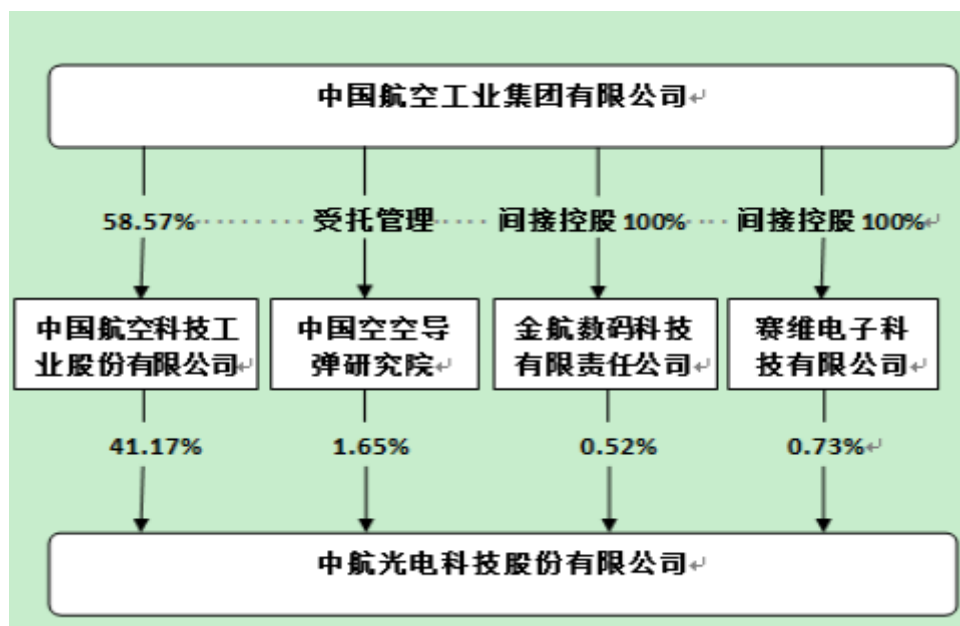 中国航空工业集团有限公司
58.57% 受托管理 间接控股 100% 间接控股 100%
中国航空科技工
业股份有限公司
中国空空导
弹研究院
金航数码科技
有限责任公司
赛维电子科
技有限公司
41.17% 1.65% 0.52% 0.73%
中航光电科技股份有限公司